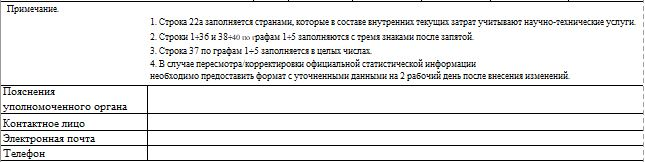 Примечание.
1. Строка 22а заполняется странами, которые в составе внутренних текущих затрат учитывают научно-технические услуги.
2. Строки 1÷36 и 38÷40 по графам 1÷5 заполняются с тремя знаками после запятой.
3. Строка 37 по графам 1÷5 заполняется в целых числах.
4. В случае пересмотра/корректировки официальной статистической информации
необходимо предоставить формат с уточненными данными на 2 рабочий день после внесения изменений.
Пояснения
уполномоченного органа
Контактное лицо
Электронная почта
Телефон